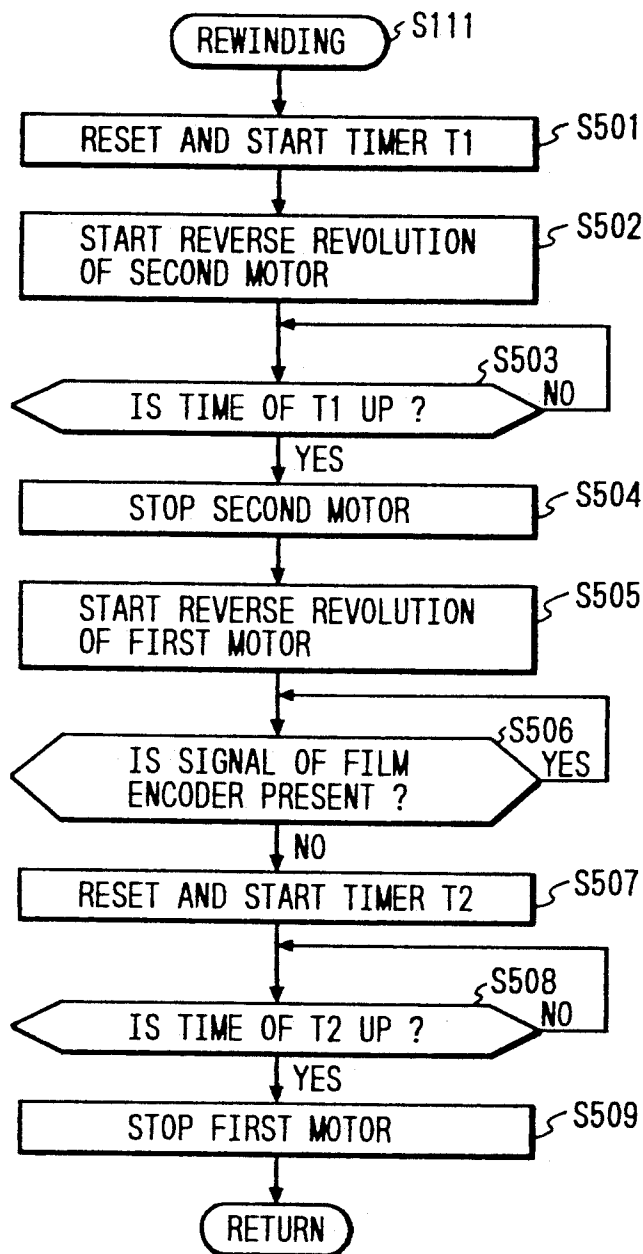 REWINDING
S111
RESET AND START TIMER T1
S501
START REVERSE REVOLUTION
OF SECOND MOTOR
S502
S503
IS TIME OF T1 UP ?
NO
YES
STOP SECOND MOTOR
S504
START REVERSE REVOLUTION
OF FIRST MOTOR
S505
S506
IS SIGNAL OF FILM
ENCODER PRESENT ?
YES
NO
RESET AND START TIMER T2
S507
S508
IS TIME OF T2 UP ?
NO
YES
STOP FIRST MOTOR
S509
RETURN